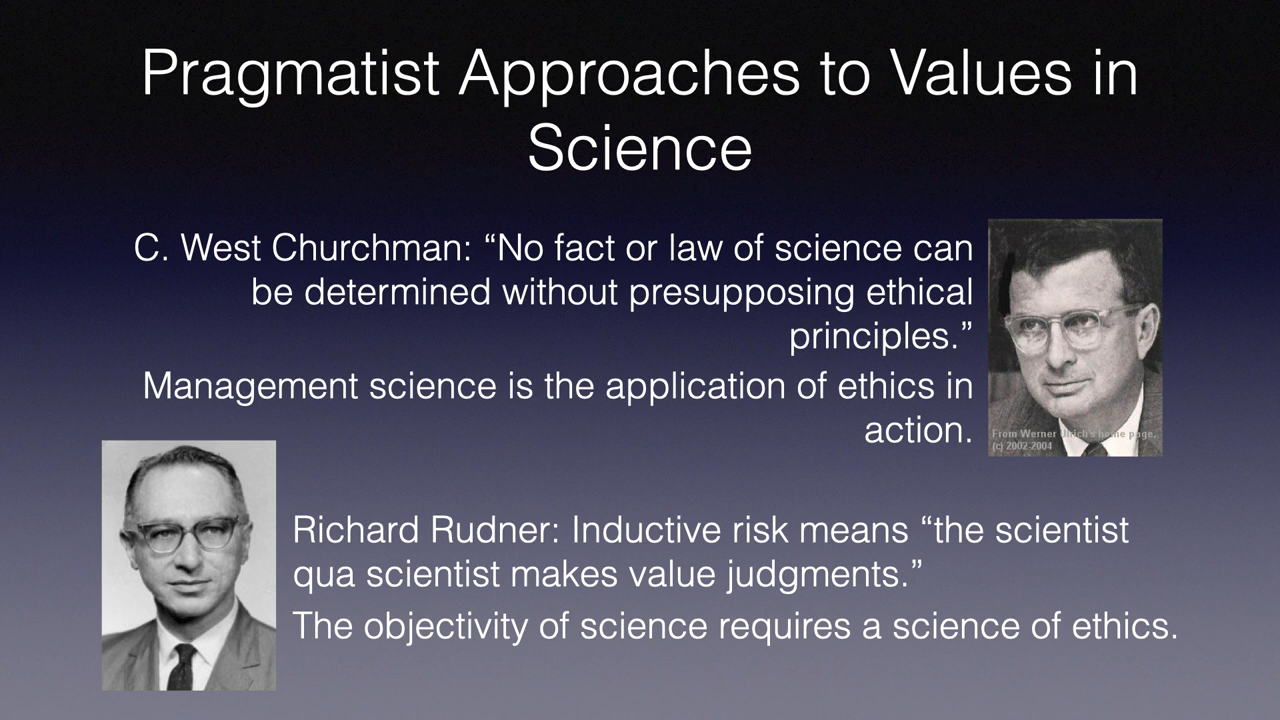 Pragmatist Approaches to Values in
Science
C. West Churchman: “No fact or law of science can
be determined without presupposing ethical
principles.”
Management science is the application of ethics in
action.
From Werner Ulrich's home page,
(c) 2002-2004
Richard Rudner: Inductive risk means “the scientist
qua scientist makes value judgments.”
The objectivity of science requires a science of ethics.